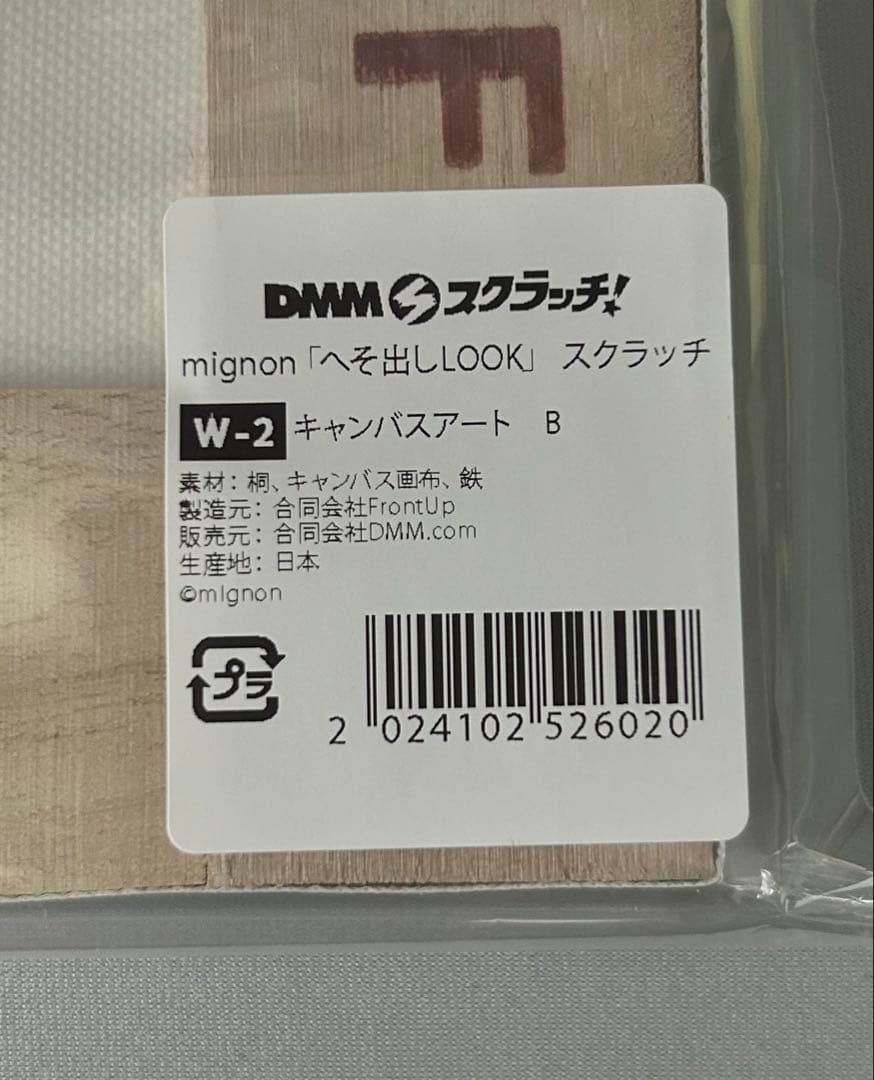 F
DMMスクラッチ!
mignon「へそ出しLOOK」 スクラッチ
W-2 キャンバスアート B
素材：桐、キャンバス画布、鉄
製造元：合同会社FrontUp
販売元：合同会社DMM.com
生産地：日本
©mignon
プラ
2 024102 526020